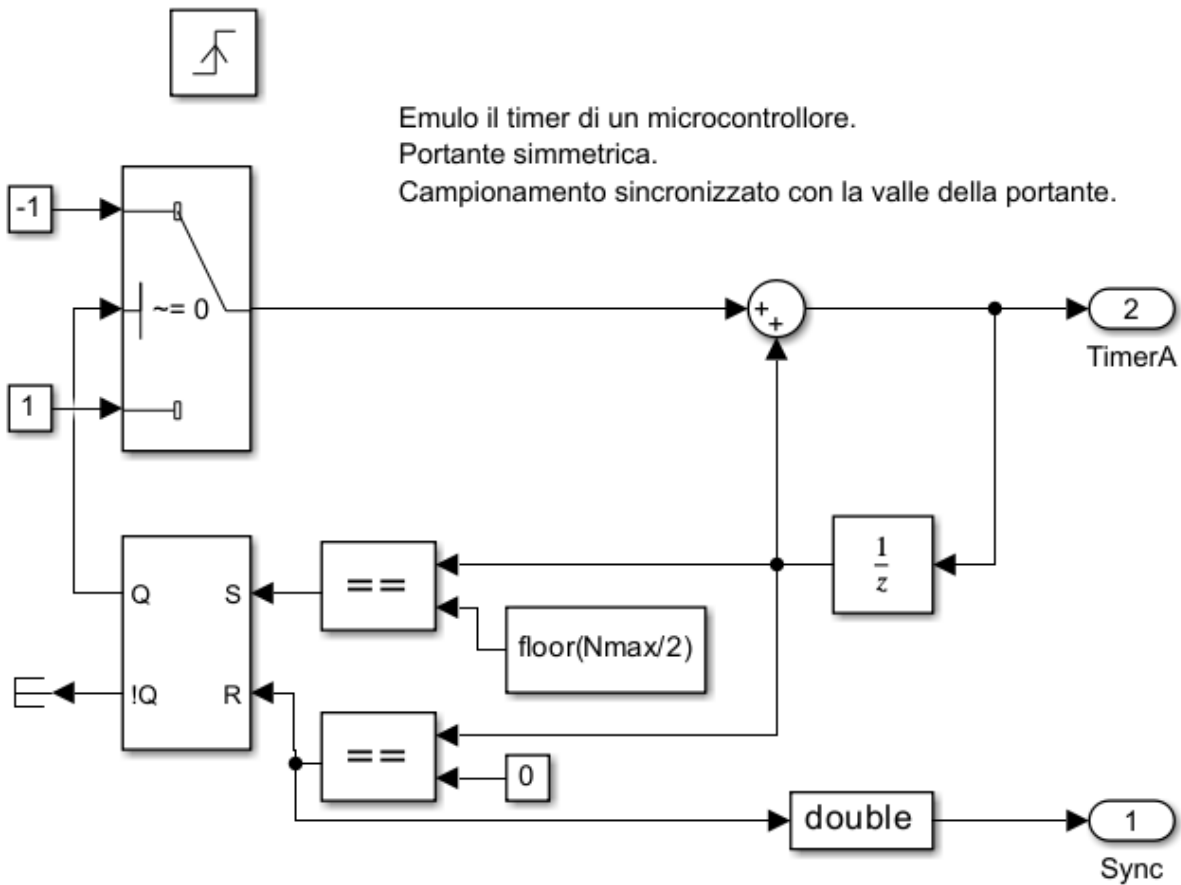 Emulo il timer di un microcontrollore.
Portante simmetrica.
Campionamento sincronizzato con la valle della portante.
-1
~= 0
1
+
+
2
TimerA
Q
S
!Q
R
==
floor(Nmax/2)
1
z
==
0
double
1
Sync